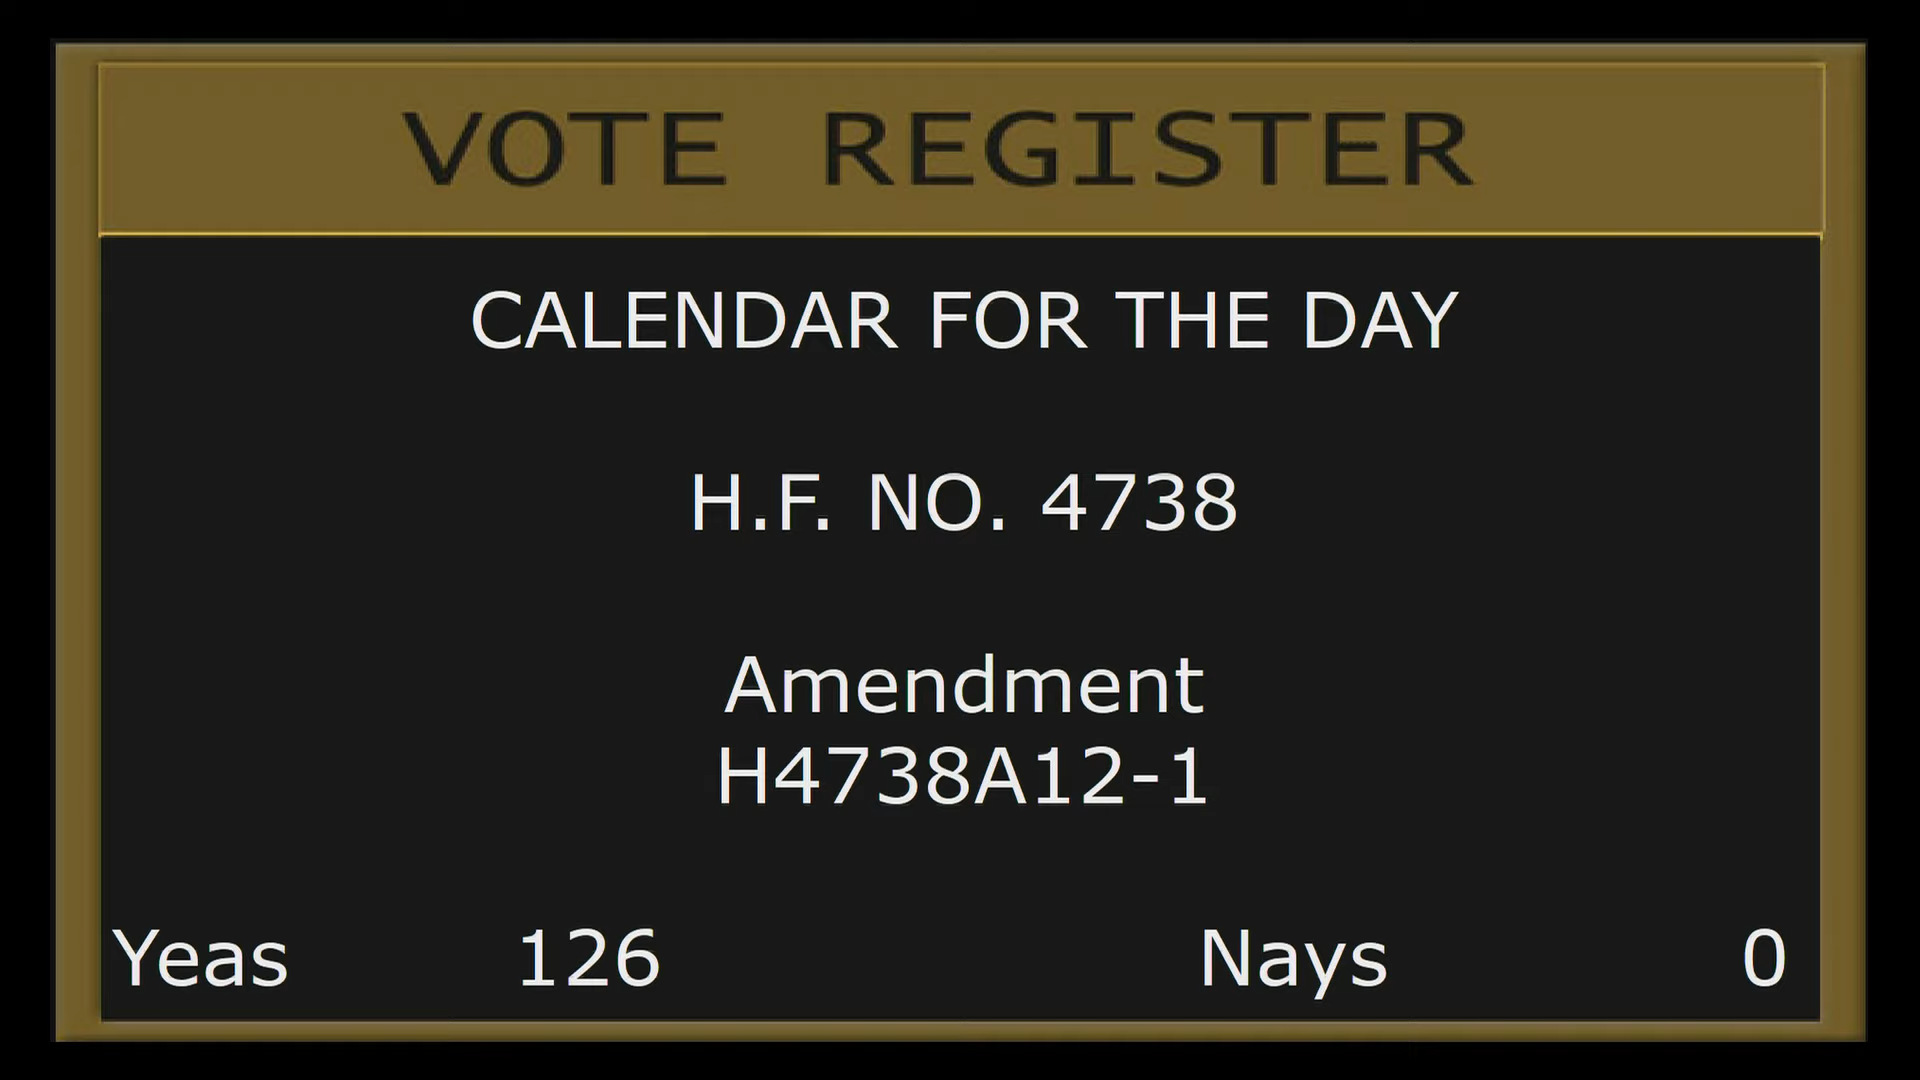 VOTE REGISTER
CALENDAR FOR THE DAY
H.F. NO. 4738
Amendment
H4738A12-1
Yeas 126 Nays 0